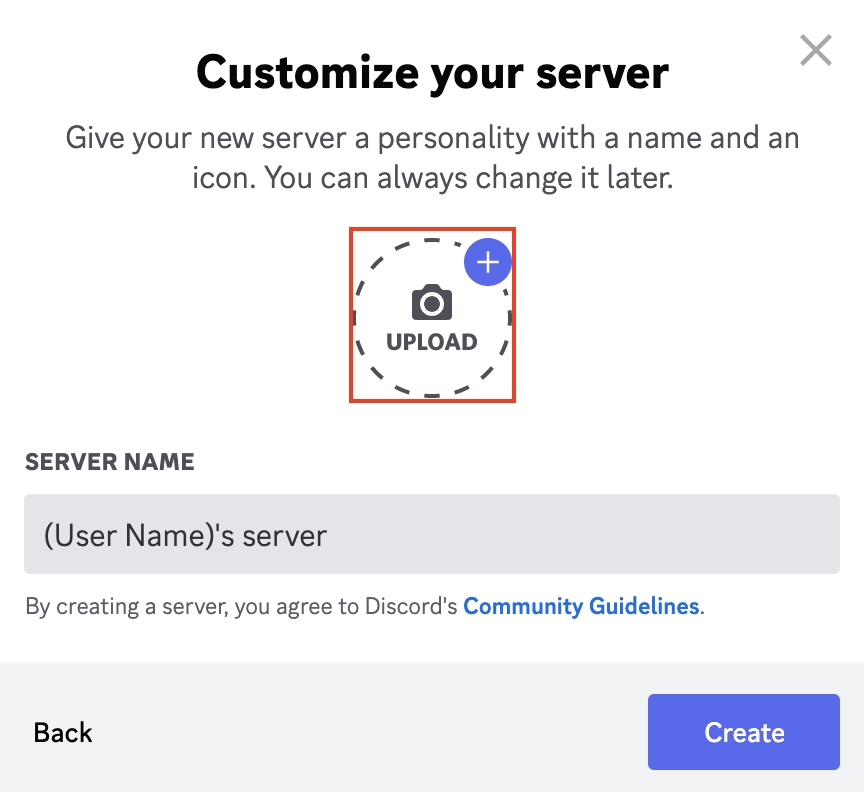 Customize your server
Give your new server a personality with a name and an
icon. You can always change it later.
UPLOAD
SERVER NAME
(User Name)'s server
By creating a server, you agree to Discord's Community Guidelines.
Back
Create